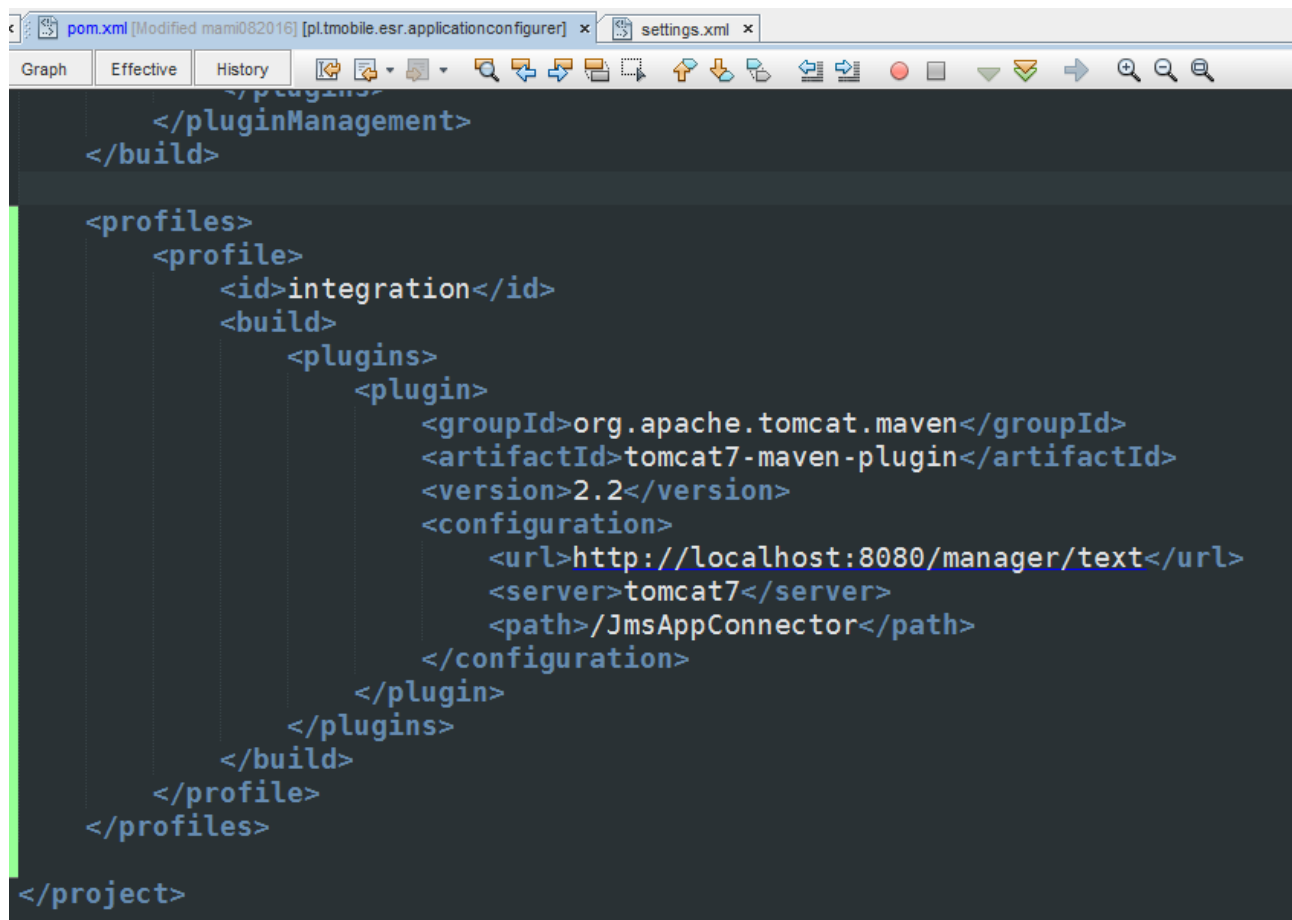 pom.xml [Modified mami082016] [pl.tmobile.esr.applicationconfigurer] settings.xml
Graph Effective History
</plugins>
</pluginManagement>
</build>
<profiles>
<profile>
<id>integration</id>
<build>
<plugins>
<plugin>
<groupId>org.apache.tomcat.maven</groupId>
<artifactId>tomcat7-maven-plugin</artifactId>
<version>2.2</version>
<configuration>
<url>http://localhost:8080/manager/text</url>
<server>tomcat7</server>
<path>/JmsAppConnector</path>
</configuration>
</plugin>
</plugins>
</build>
</profile>
</profiles>
</project>